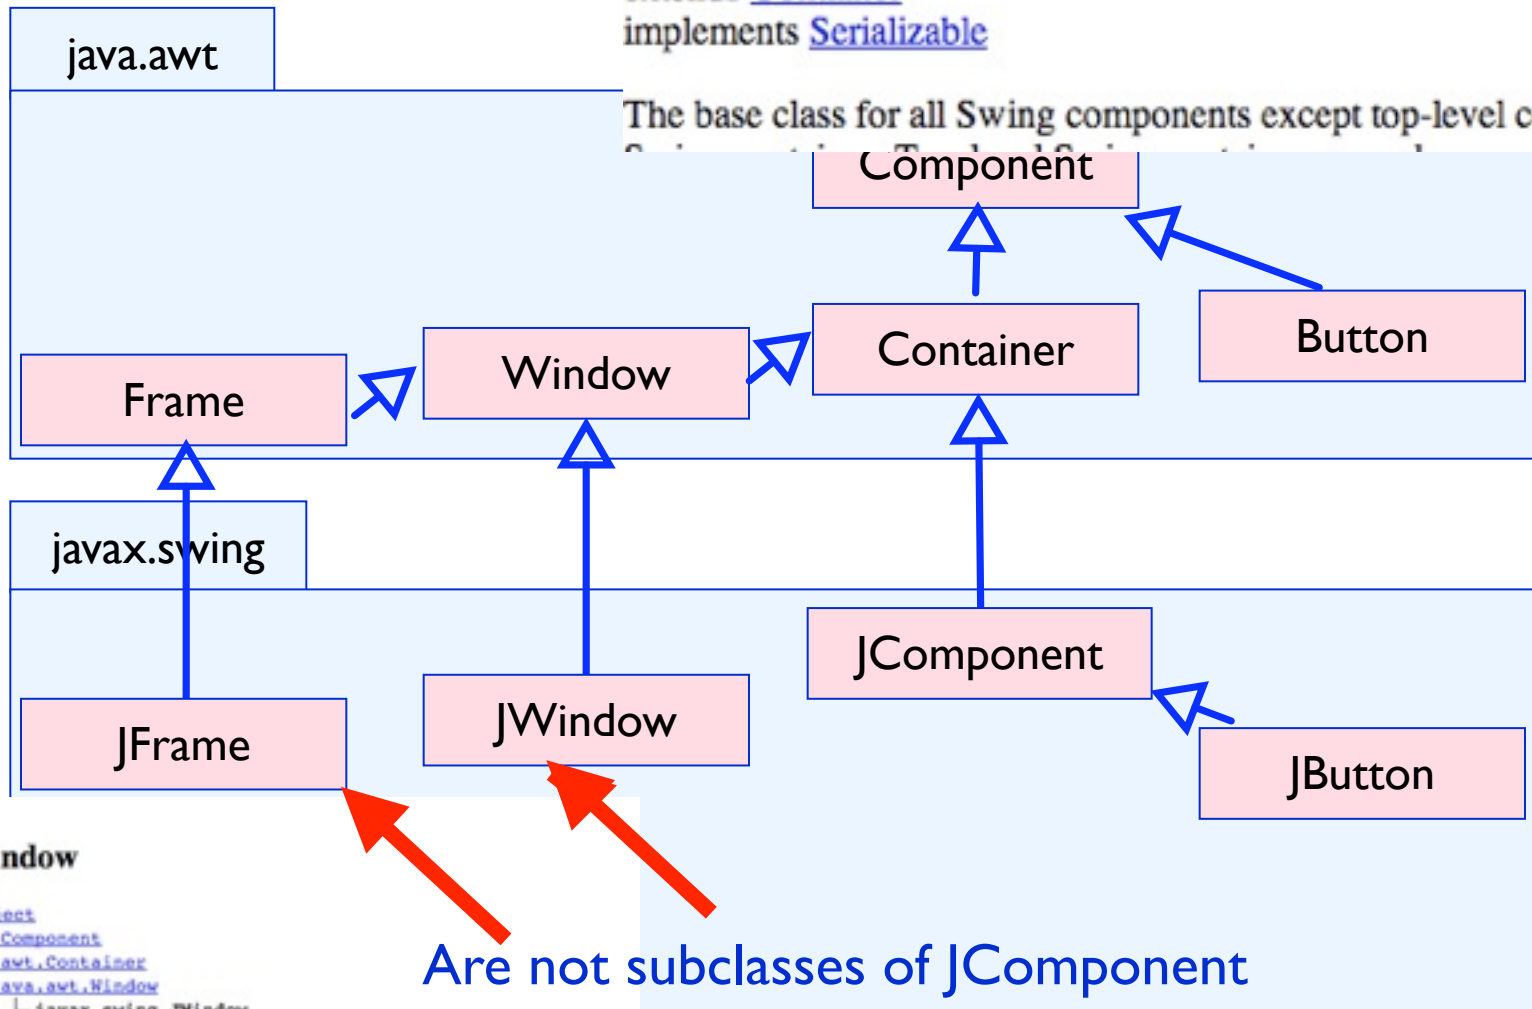 java.awt
implements Serializable
The base class for all Swing components except top-level
Component
Button
Container
Window
Frame
javax.swing
JComponent
JWindow
JFrame
JButton
ndow
ect
Component
awt.Container
ava.awt.Window
Are not subclasses of JComponent